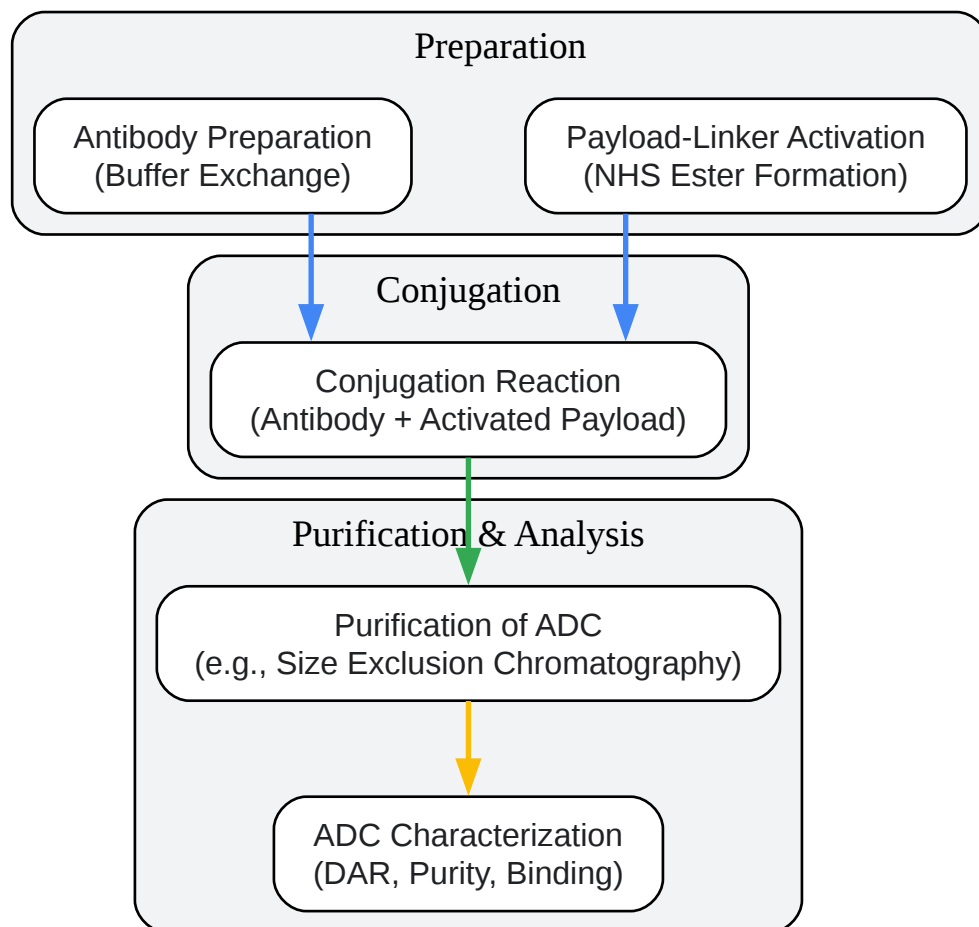 Preparation
Antibody Preparation
(Buffer Exchange)
Payload-Linker Activation
(NHS Ester Formation)
Conjugation
Conjugation Reaction
(Antibody + Activated Payload)
Purification & Analysis
Purification of ADC
(e.g., Size Exclusion Chromatography)
ADC Characterization
(DAR, Purity, Binding)